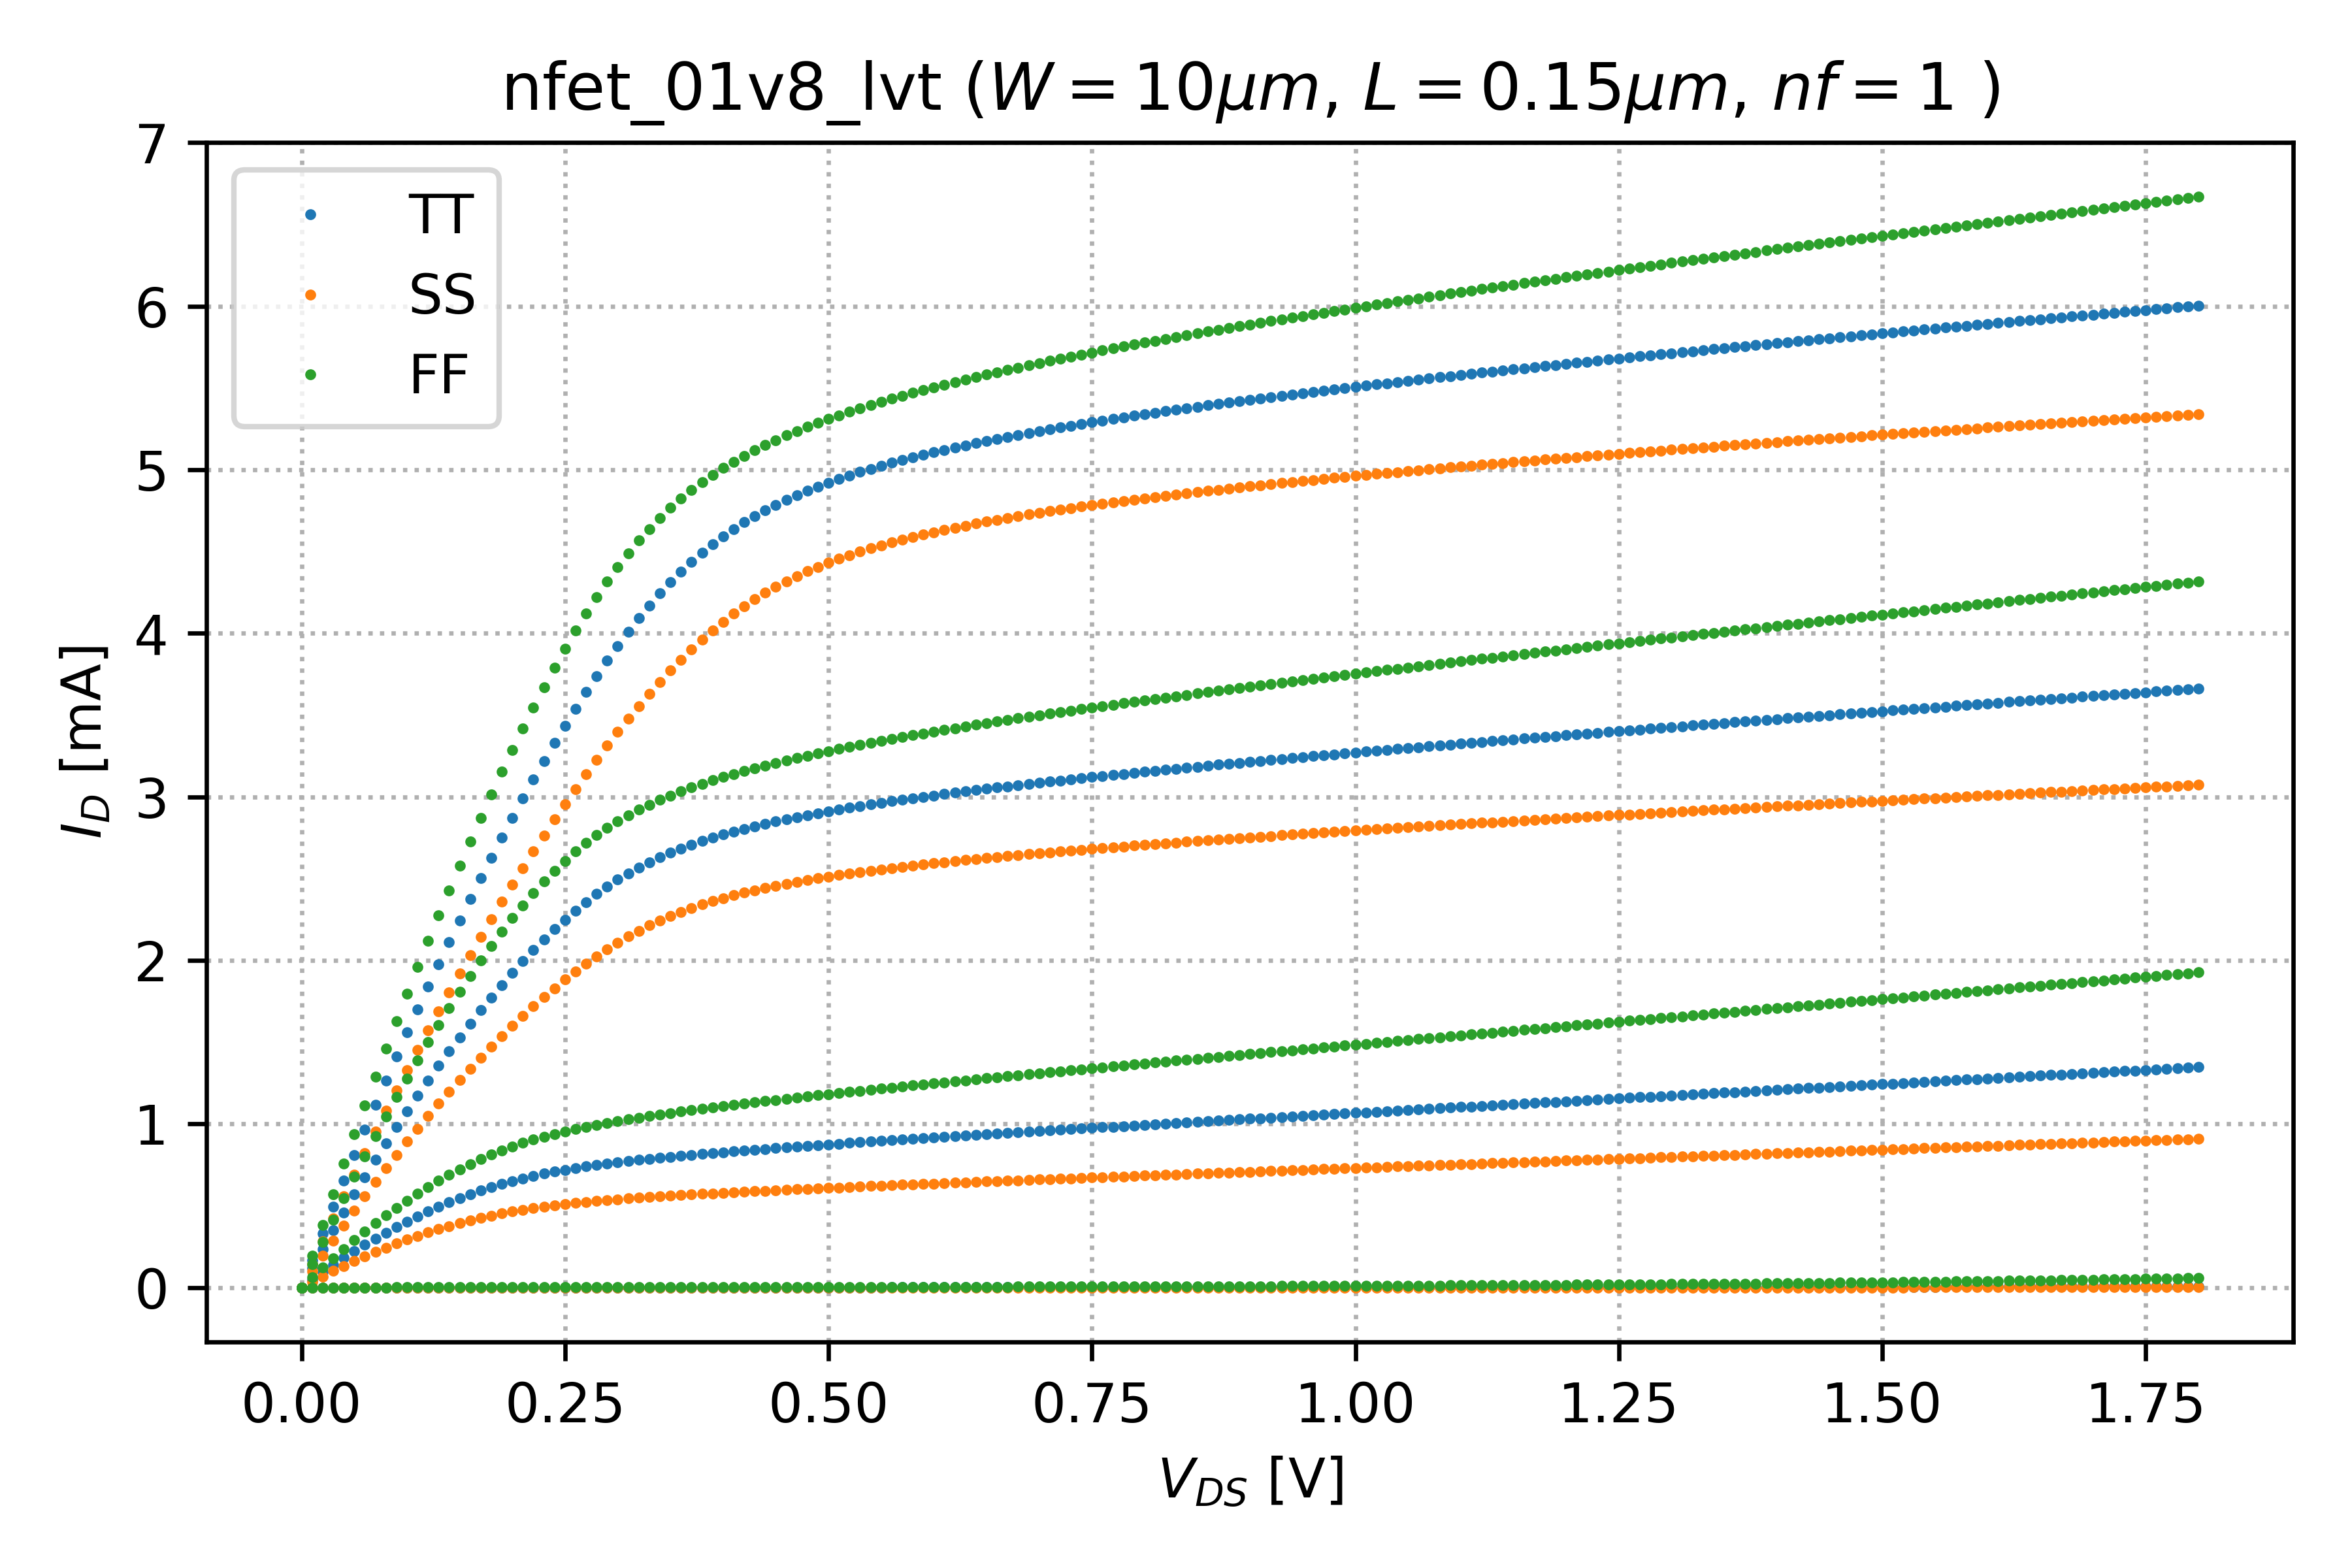 nfet_01v8_lvt (W = 10μm, L = 0.15μm, nf = 1 )
TT
SS
FF
7
6
5
4
3
2
1
0
I_D [mA]
0.00 0.25 0.50 0.75 1.00 1.25 1.50 1.75
V_DS [V]